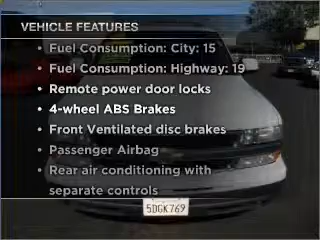 VEHICLE FEATURES
• Fuel Consumption: City: 15
• Fuel Consumption: Highway: 19
• Remote power door locks
• 4-wheel ABS Brakes
• Front Ventilated disc brakes
• Passenger Airbag
• Rear air conditioning with
separate controls
5DGK769